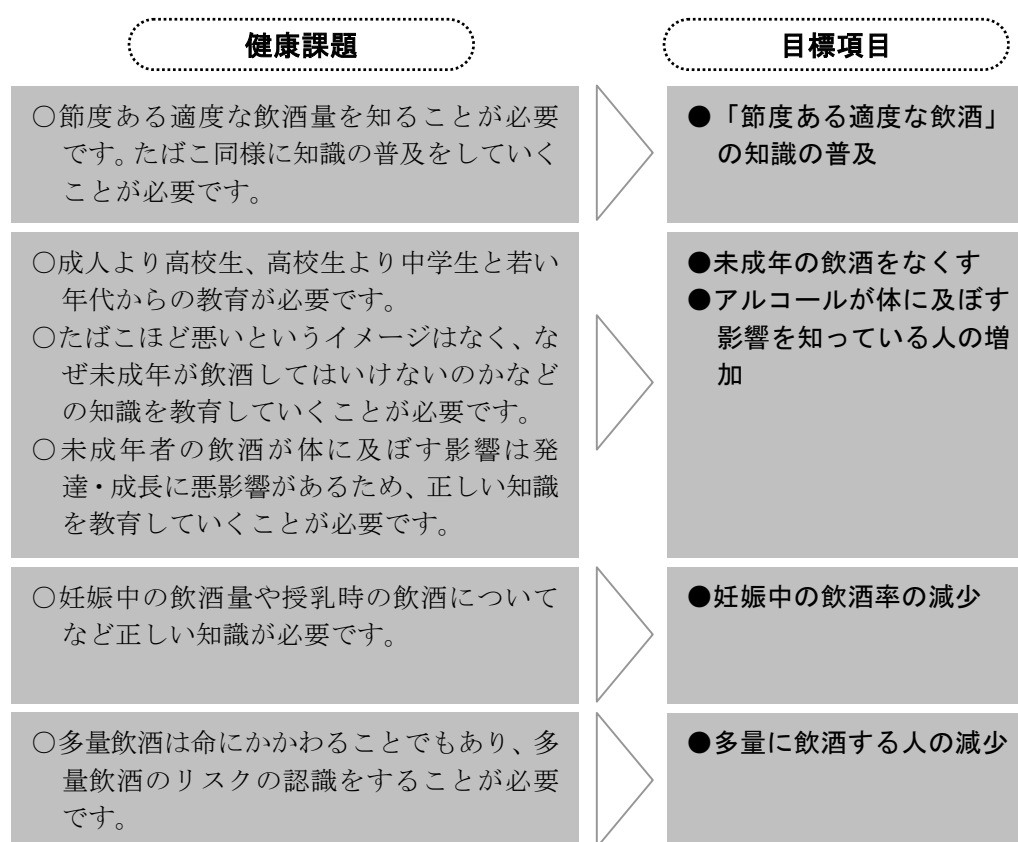 健康課題
目標項目
○節度ある適度な飲酒量を知ることが必要
です。たばこ同様に知識の普及をしていく
ことが必要です。
●「節度ある適度な飲酒」
の知識の普及
○成人より高校生、高校生より中学生と若い
年代からの教育が必要です。
○たばこほど悪いというイメージはなく、な
ぜ未成年が飲酒してはいけないのかなど
の知識を教育していくことが必要です。
○未成年者の飲酒が体に及ぼす影響は発
達・成長に悪影響があるため、正しい知識
を教育していくことが必要です。
●未成年の飲酒をなくす
●アルコールが体に及ぼす
影響を知っている人の増
加
○妊娠中の飲酒量や授乳時の飲酒について
など正しい知識が必要です。
●妊娠中の飲酒率の減少
○多量飲酒は命にかかわることでもあり、多
量飲酒のリスクの認識をすることが必要
です。
●多量に飲酒する人の減少